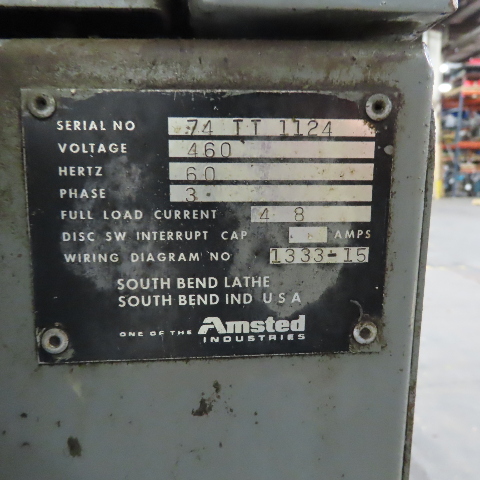 SERIAL NO 74 TT 1124
VOLTAGE 460
HERTZ 60
PHASE 3
FULL LOAD CURRENT 4 8
DISC SW INTERRUPT CAP AMPS
WIRING DIAGRAM NO 1333-15
SOUTH BEND LATHE
SOUTH BEND IND U S A
ONE OF THE Amsted
INDUSTRIES